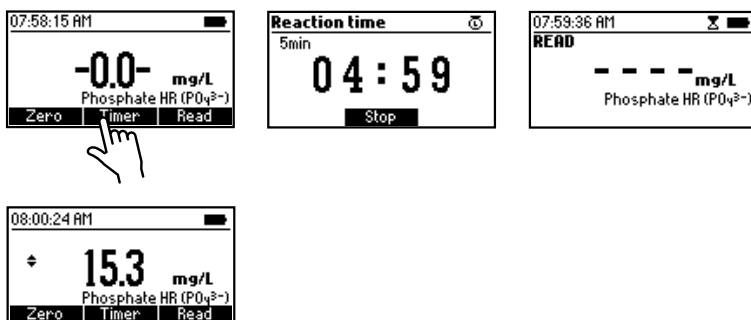 07:58:15 AM
-0.0- mg/L
Phosphate HR (PO₄³⁻)
Zero Timer Read
Reaction time
5min
04:59
Stop
07:59:36 AM
READ
---- mg/L
Phosphate HR (PO₄³⁻)
08:00:24 AM
15.3 mg/L
Phosphate HR (PO₄³⁻)
Zero Timer Read